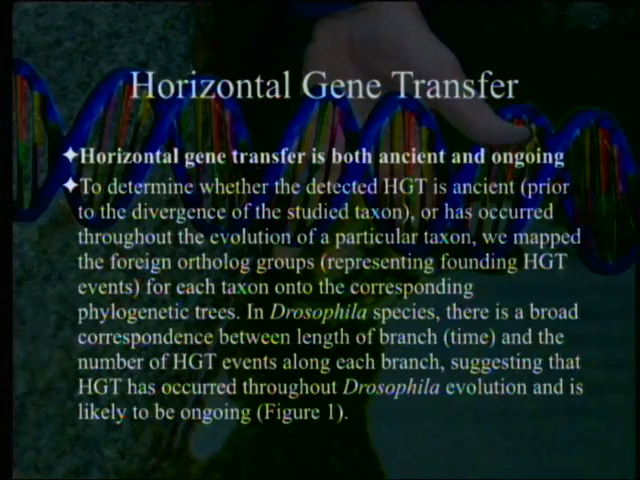 Horizontal Gene Transfer
✦Horizontal gene transfer is both ancient and ongoing
✦To determine whether the detected HGT is ancient (prior
to the divergence of the studied taxon), or has occurred
throughout the evolution of a particular taxon, we mapped
the foreign ortholog groups (representing founding HGT
events) for each taxon onto the corresponding
phylogenetic trees. In Drosophila species, there is a broad
correspondence between length of branch (time) and the
number of HGT events along each branch, suggesting that
HGT has occurred throughout Drosophila evolution and is
likely to be ongoing (Figure 1).